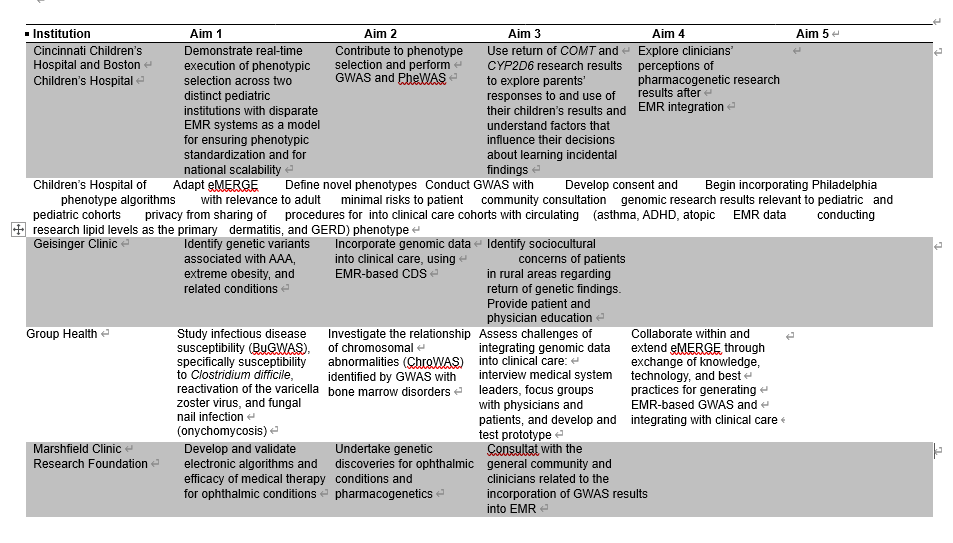 Institution Aim 1 Aim 2 Aim 3 Aim 4 Aim 5
Cincinnati Children's
Hospital and Boston
Children's Hospital
Demonstrate real-time
execution of phenotypic
selection across two
distinct pediatric
institutions with disparate
EMR systems as a model
for ensuring phenotypic
standardization and for
national scalability
Contribute to phenotype
selection and perform
GWAS and PheWAS
Use return of COMT and
CYP2D6 research results
to explore parents'
responses to and use of
their children's results and
understand factors that
influence their decisions
about learning incidental
findings
Explore clinicians'
perceptions of
pharmacogenetic research
results after
EMR integration
Children's Hospital of Adapt eMERGE Define novel phenotypes Conduct GWAS with Develop consent and Begin incorporating Philadelphia
phenotype algorithms with relevance to adult minimal risks to patient community consultation genomic research results relevant to pediatric and
pediatric cohorts privacy from sharing of procedures for into clinical care cohorts with circulating (asthma, ADHD, atopic EMR data conducting
research lipid levels as the primary dermatitis, and GERD) phenotype
Geisinger Clinic
Identify genetic variants
associated with AAA,
extreme obesity, and
related conditions
Incorporate genomic data
into clinical care, using
EMR-based CDS
Identify sociocultural
concerns of patients
in rural areas regarding
return of genetic findings.
Provide patient and
physician education
Group Health
Study infectious disease
susceptibility (BuGWAS),
specifically susceptibility
to Clostridium difficile,
reactivation of the varicella
zoster virus, and fungal
nail infection
(onychomycosis)
Investigate the relationship
of chromosomal
abnormalities (ChroWAS)
identified by GWAS with
bone marrow disorders
Assess challenges of
integrating genomic data
into clinical care:
interview medical system
leaders, focus groups
with physicians and
patients, and develop and
test prototype
Collaborate within and
extend eMERGE through
exchange of knowledge,
technology, and best
practices for generating
EMR-based GWAS and
integrating with clinical care
Marshfield Clinic
Research Foundation
Develop and validate
electronic algorithms and
efficacy of medical therapy
for ophthalmic conditions
Undertake genetic
discoveries for ophthalmic
conditions and
pharmacogenetics
Consultat with the
general community and
clinicians related to the
incorporation of GWAS results
into EMR